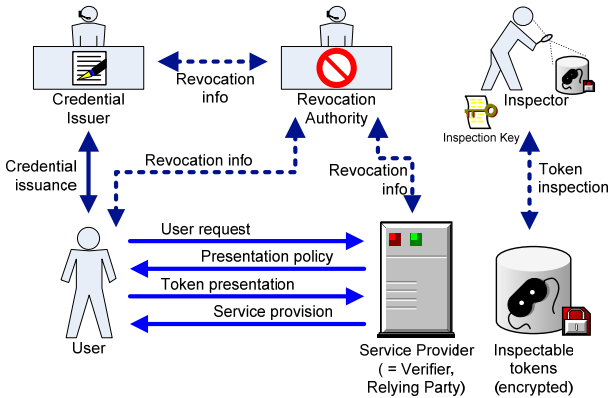 Credential
Issuer
Revocation
info
Revocation
Authority
Inspector
Inspection Key
Credential
issuance
Revocation info
Revocation
info
Token
inspection
User request
Presentation policy
Token presentation
Service provision
User
Service Provider
( = Verifier,
Relying Party)
Inspectable
tokens
(encrypted)